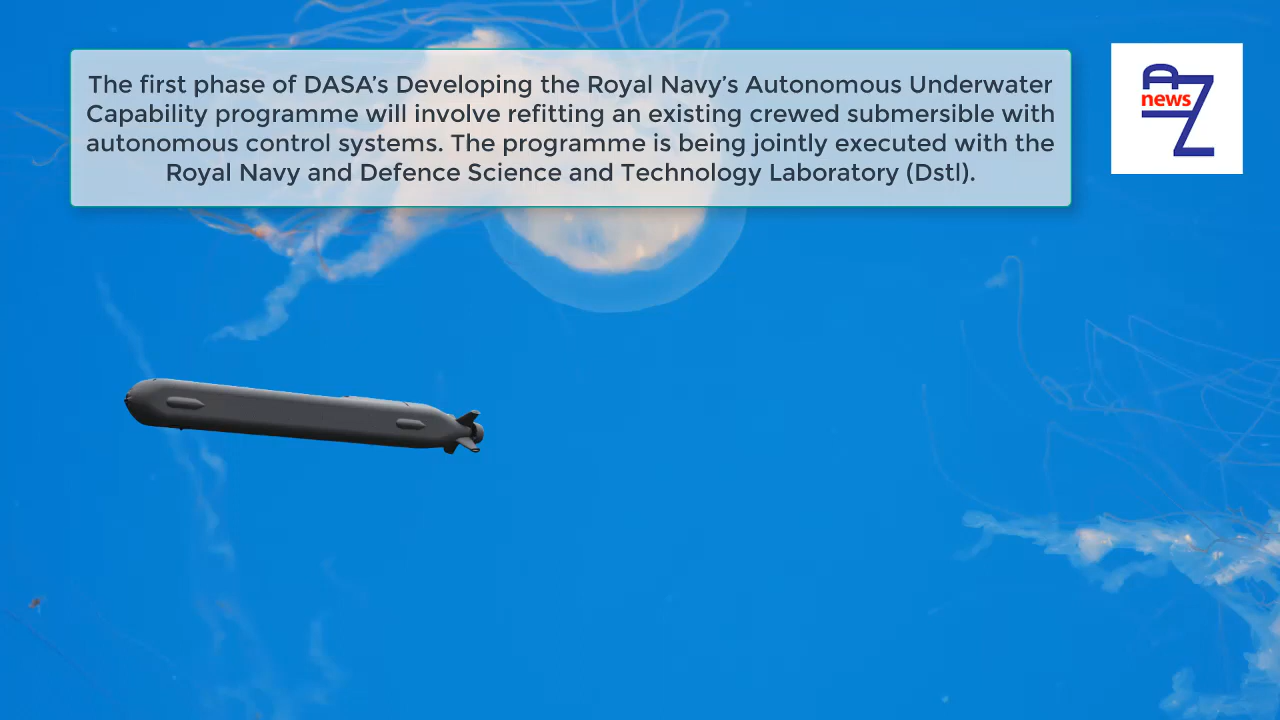 The first phase of DASA’s Developing the Royal Navy’s Autonomous Underwater
Capability programme will involve refitting an existing crewed submersible with
autonomous control systems. The programme is being jointly executed with the
Royal Navy and Defence Science and Technology Laboratory (Dstl).
A
news
Z